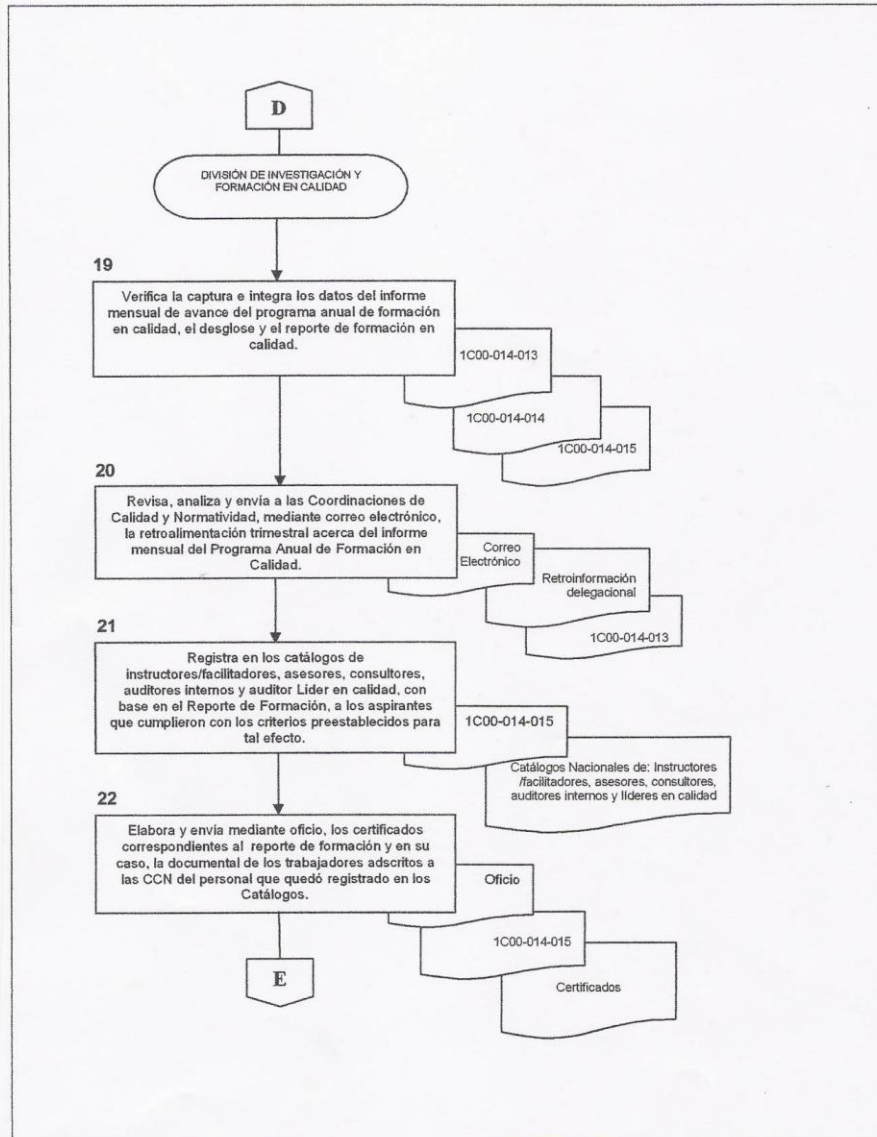 D
DIVISIÓN DE INVESTIGACIÓN Y
FORMACIÓN EN CALIDAD
19
Verifica la captura e integra los datos del informe
mensual de avance del programa anual de formación
en calidad, el desglose y el reporte de formación en
calidad.
1C00-014-013
1C00-014-014
1C00-014-015
20
Revisa, analiza y envía a las Coordinaciones de
Calidad y Normatividad, mediante correo electrónico,
la retroalimentación trimestral acerca del informe
mensual del Programa Anual de Formación en
Calidad.
Correo
Electrónico
Retroinformación
delegacional
1C00-014-013
21
Registra en los catálogos de
instructores/facilitadores, asesores, consultores,
auditores internos y auditor Lider en calidad, con
base en el Reporte de Formación, a los aspirantes
que cumplieron con los criterios preestablecidos para
tal efecto.
1C00-014-015
Catálogos Nacionales de: Instructores
/facilitadores, asesores, consultores,
auditores internos y líderes en calidad
22
Elabora y envía mediante oficio, los certificados
correspondientes al reporte de formación y en su
caso, la documental de los trabajadores adscritos a
las CCN del personal que quedó registrado en los
Catálogos.
Oficio
1C00-014-015
Certificados
E